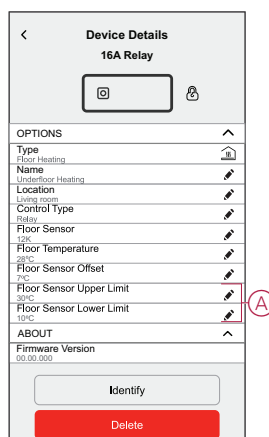 Device Details
16A Relay
OPTIONS
Type
Floor Heating
Name
Underfloor Heating
Location
Living room
Control Type
Relay
Floor Sensor
12K
Floor Temperature
28°C
Floor Sensor Offset
7°C
Floor Sensor Upper Limit
30°C
Floor Sensor Lower Limit
10°C
A
ABOUT
Firmware Version
00.00.000
Identify
Delete